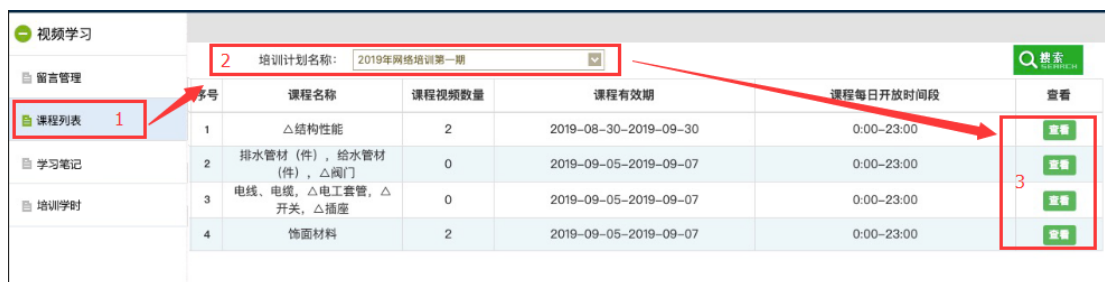 视频学习
留言管理
课程列表 1
学习笔记
培训学时
2 培训计划名称: 2019年网络培训第一期
搜索
SEARCH
序号 课程名称 课程视频数量 课程有效期 课程每日开放时间段 查看
1 △结构性能 2 2019-08-30-2019-09-30 0:00-23:00 查看
2 排水管材（件），给水管材
（件），△阀门 0 2019-09-05-2019-09-07 0:00-23:00 查看
3
3 电线、电缆，△电工套管，△
开关，△插座 0 2019-09-05-2019-09-07 0:00-23:00 查看
4 饰面材料 2 2019-09-05-2019-09-07 0:00-23:00 查看